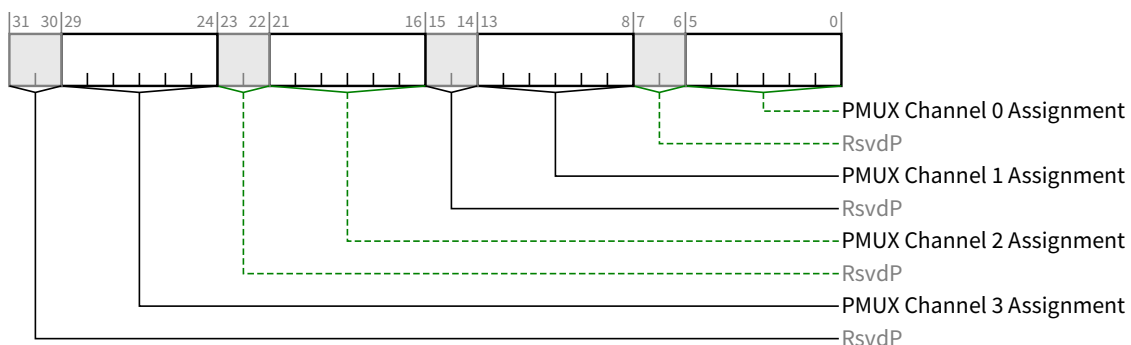 31 30 29 24 23 22 21 16 15 14 13 8 7 6 5 0
PMUX Channel 0 Assignment
RsvdP
PMUX Channel 1 Assignment
RsvdP
PMUX Channel 2 Assignment
RsvdP
PMUX Channel 3 Assignment
RsvdP